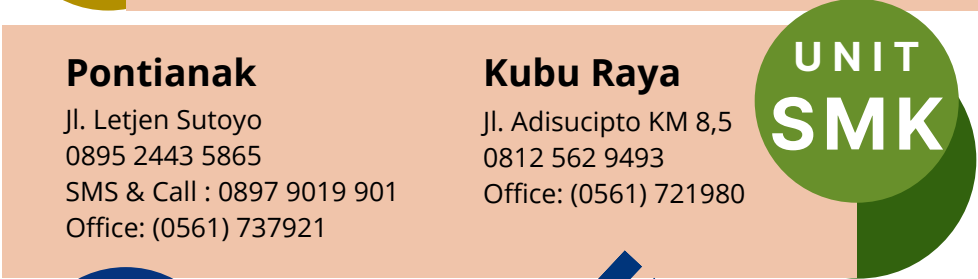 Pontianak
Jl. Letjen Sutoyo
0895 2443 5865
SMS & Call : 0897 9019 901
Office: (0561) 737921
Kubu Raya
Jl. Adisucipto KM 8,5
0812 562 9493
Office: (0561) 721980
UNIT
SMK